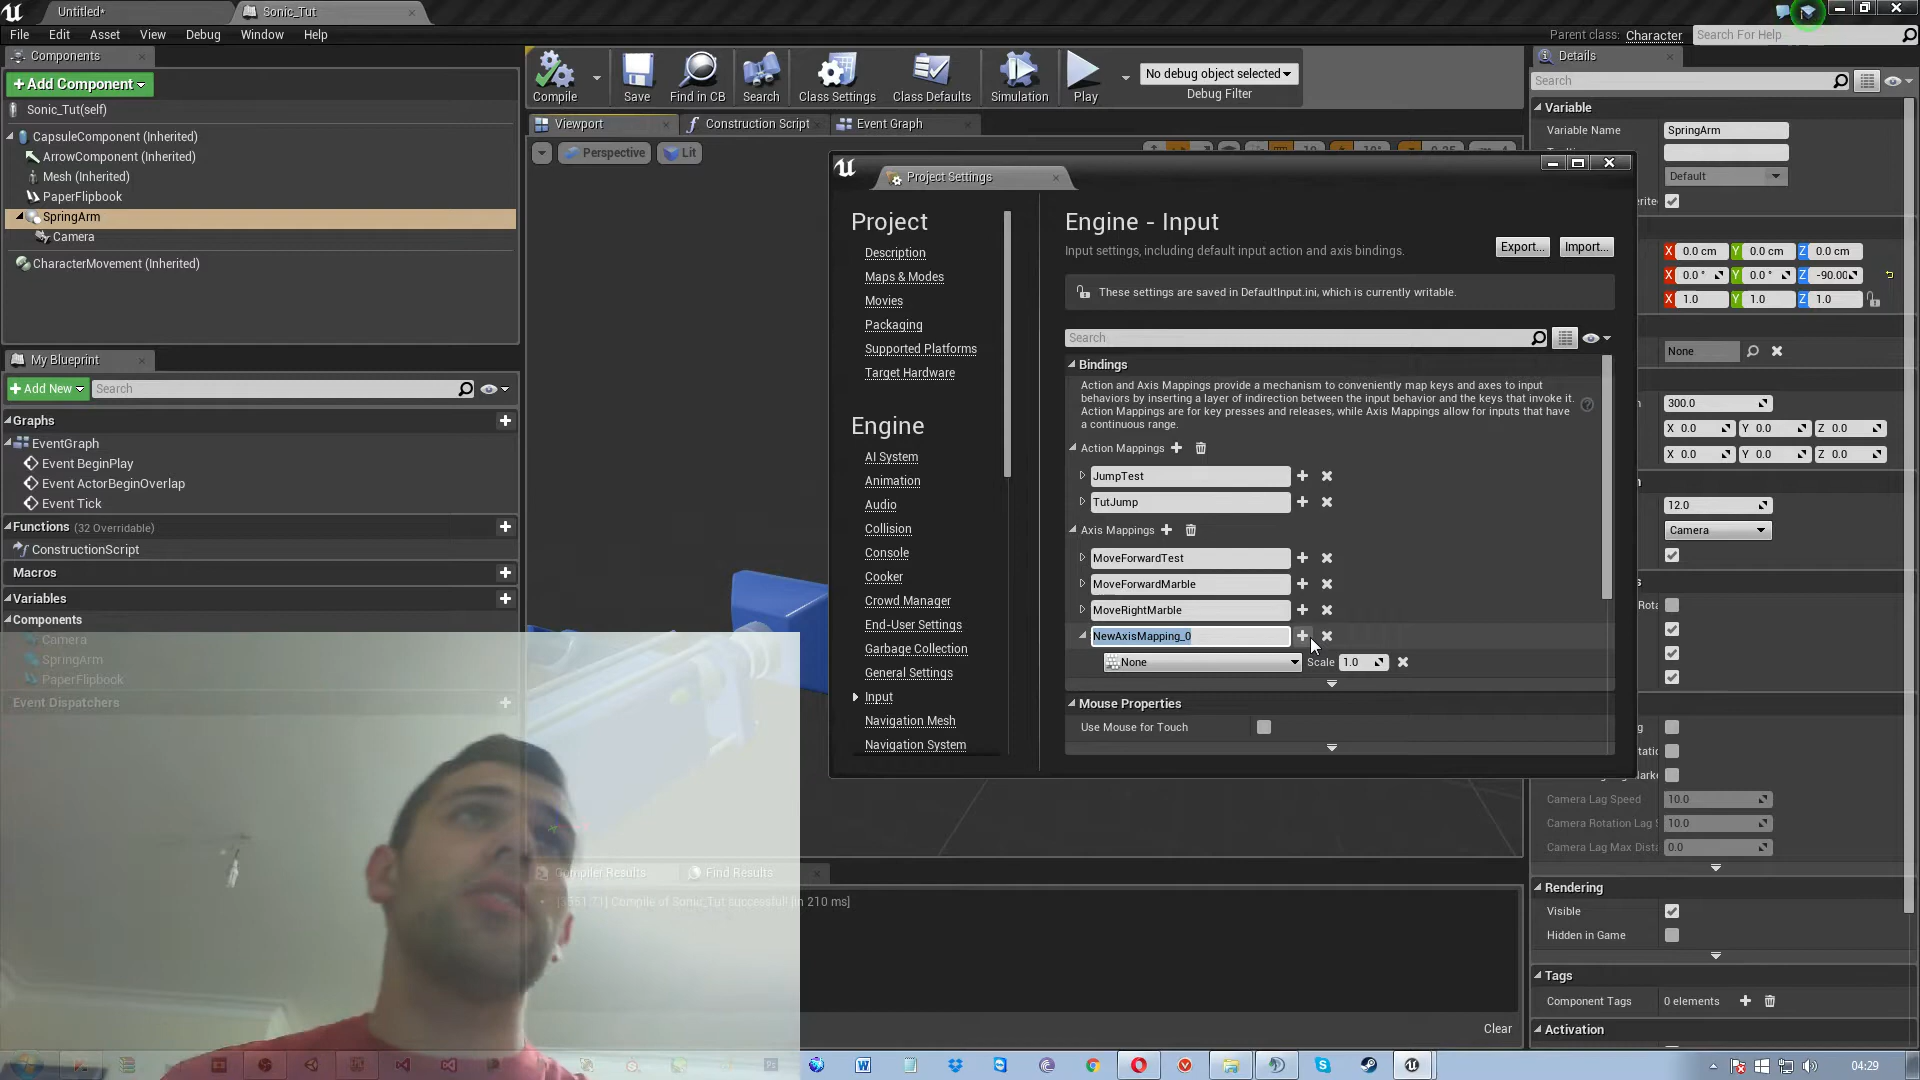 Untitled*
Sonic_Tut
File Edit Asset View Debug Window Help
Parent class: Character
Search For Help
Components
+Add Component
Sonic_Tut(self)
CapsuleComponent (Inherited)
ArrowComponent (Inherited)
Mesh (Inherited)
PaperFlipbook
SpringArm
Camera
CharacterMovement (Inherited)
My Blueprint
+Add New
Search
Graphs
EventGraph
Event BeginPlay
Event ActorBeginOverlap
Event Tick
Functions (32 Overridable)
ConstructionScript
Macros
Variables
Components
Camera
SpringArm
PaperFlipbook
Event Dispatchers
Compile
Save
Find in CB
Search
Class Settings
Class Defaults
Simulation
Play
No debug object selected
Debug Filter
Viewport
Construction Script
Event Graph
Perspective
Lit
Project Settings
Project
Description
Maps & Modes
Movies
Packaging
Supported Platforms
Target Hardware
Engine
AI System
Animation
Audio
Collision
Console
Cooker
Crowd Manager
End-User Settings
Garbage Collection
General Settings
Input
Navigation Mesh
Navigation System
Engine - Input
Input settings, including default input action and axis bindings.
Export...
Import...
These settings are saved in DefaultInput.ini, which is currently writable.
Search
Bindings
Action and Axis Mappings provide a mechanism to conveniently map keys and axes to input
behaviors by inserting a layer of indirection between the input behavior and the keys that invoke it.
Action Mappings are for key presses and releases, while Axis Mappings allow for inputs that have
a continuous range.
Action Mappings
JumpTest
TutJump
Axis Mappings
MoveForwardTest
MoveForwardMarble
MoveRightMarble
NewAxisMapping_0
None
Scale 1.0
Mouse Properties
Use Mouse for Touch
Compiler Results
Find Results
Compile of Sonic_Tut successful! [in 210 ms]
Clear
Details
Search
Variable
Variable Name
SpringArm
Default
X 0.0 cm Y 0.0 cm Z 0.0 cm
X 0.0 ° Y 0.0 ° Z -90.00
X 1.0 Y 1.0 Z 1.0
None
300.0
X 0.0 Y 0.0 Z 0.0
X 0.0 Y 0.0 Z 0.0
12.0
Camera
Camera Lag Speed
10.0
Camera Rotation Lag
10.0
Camera Lag Max Dista
0.0
Rendering
Visible
Hidden in Game
Tags
Component Tags
0 elements
Activation
04:29